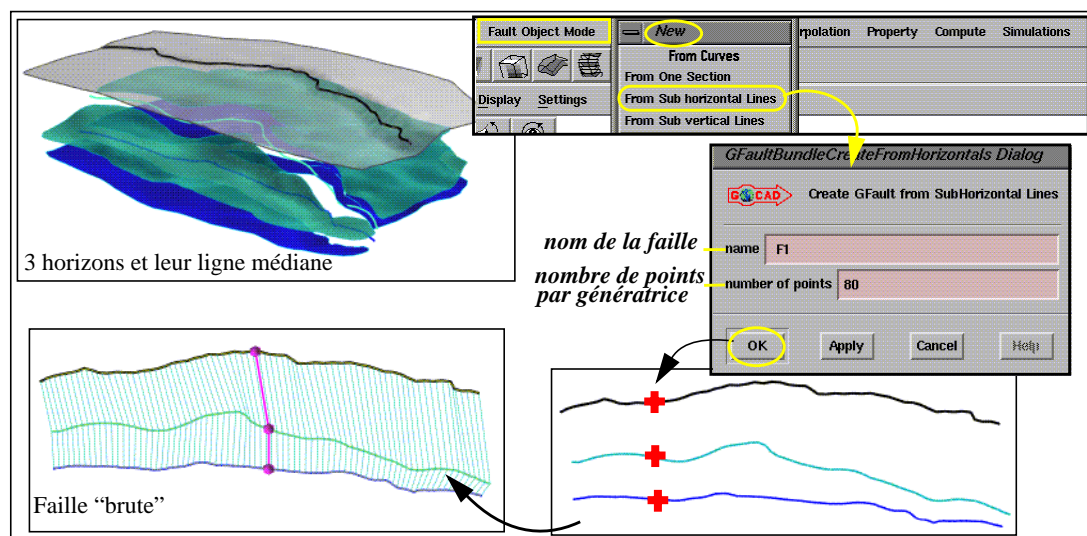 Fault Object Mode
New
rpolation Property Compute Simulations
From Curves
From One Section
From Sub horizontal Lines
From Sub vertical Lines
Display Settings
3 horizons et leur ligne médiane
GFaultBundleCreateFromHorizontals Dialog
GOCAD
Create GFault from SubHorizontal Lines
nom de la faille
name F1
nombre de points
par génératrice
number of points 80
OK Apply Cancel Help
Faille “brute”